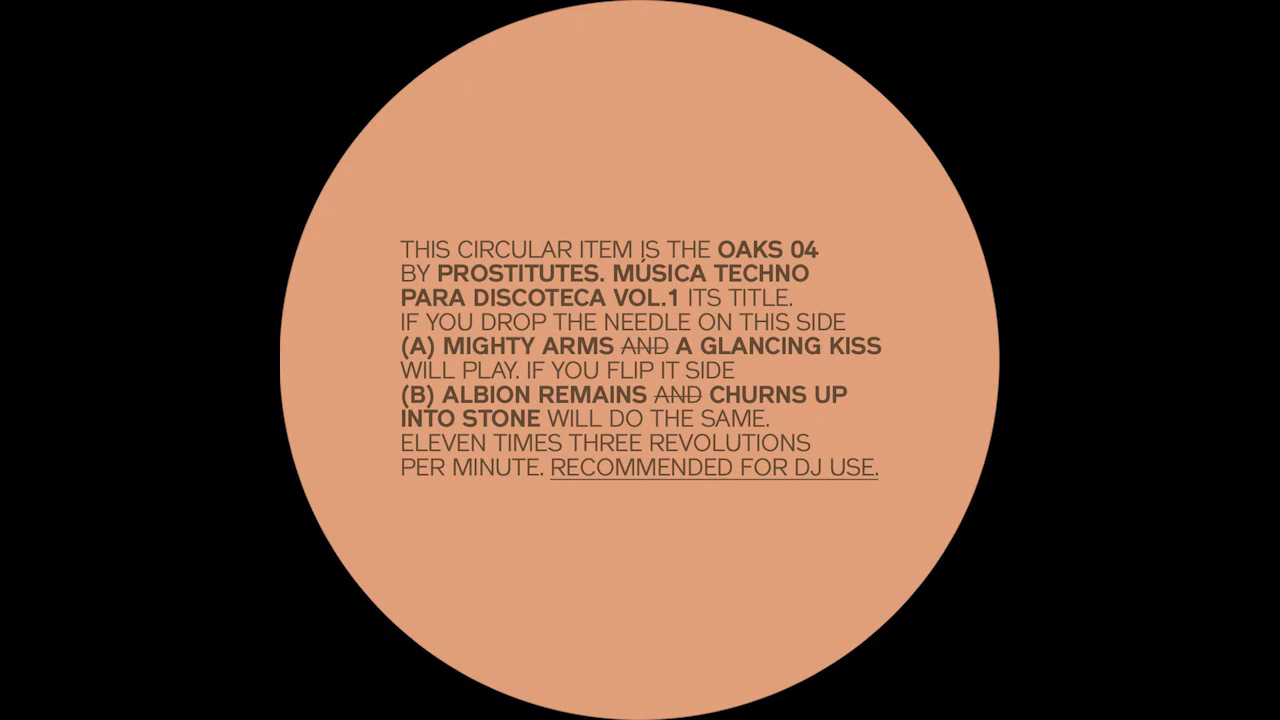 THIS CIRCULAR ITEM IS THE OAKS 04
BY PROSTITUTES. MÚSICA TECHNO
PARA DISCOTECA VOL.1 ITS TITLE.
IF YOU DROP THE NEEDLE ON THIS SIDE
(A) MIGHTY ARMS AND A GLANCING KISS
WILL PLAY. IF YOU FLIP IT SIDE
(B) ALBION REMAINS AND CHURNS UP
INTO STONE WILL DO THE SAME.
ELEVEN TIMES THREE REVOLUTIONS
PER MINUTE. RECOMMENDED FOR DJ USE.